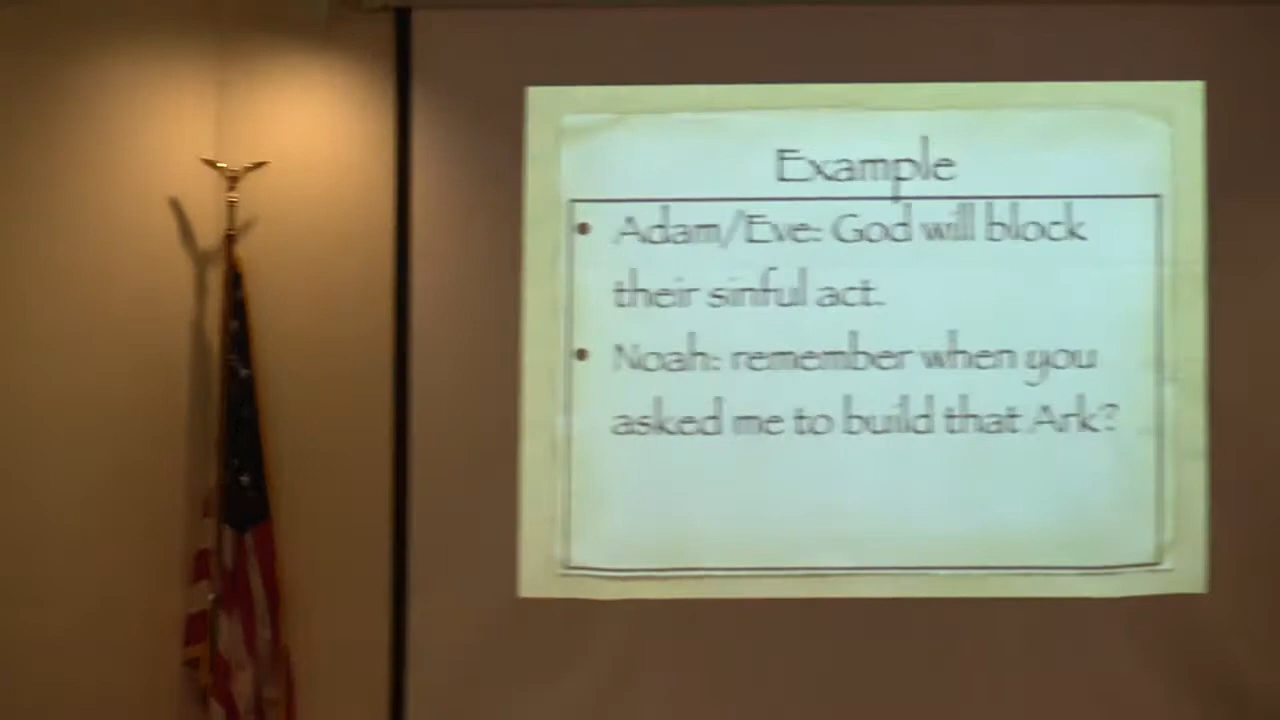 Example
• Adam/Eve: God will block
their sinful act.
• Noah: remember when you
asked me to build that Ark?